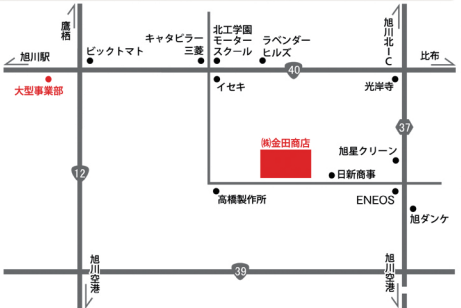 鷹栖
旭川北IC
旭川駅
比布
ビックトマト
キャタピラー
三菱
北工学園
モーター
スクール
ラベンダー
ヒルズ
40
大型事業部
イセキ
光岸寺
37
㈱金田商店
旭星クリーン
12
日新商事
高橋製作所
ENEOS
旭ダンケ
旭川空港
39
旭川空港